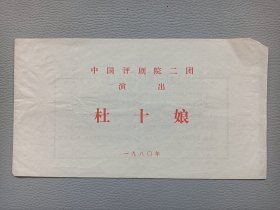 中国评剧院二团
演出
杜十娘
一九八〇年